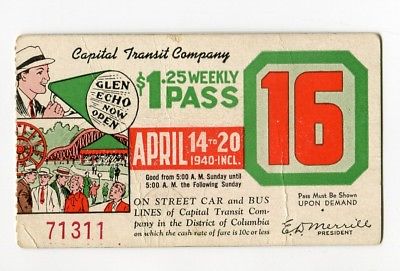 Capital Transit Company
GLEN
ECHO
NOW
OPEN
$1.25 WEEKLY
PASS
16
APRIL 14 TO 20
1940-INCL.
Good from 5:00 A. M. Sunday until
5:00 A. M. the Following Sunday
Pass Must Be Shown
UPON DEMAND
ON STREET CAR and BUS
LINES of Capital Transit Com-
pany in the District of Columbia
on which the cash rate of fare is 10c or less
E D Merrill
PRESIDENT
71311